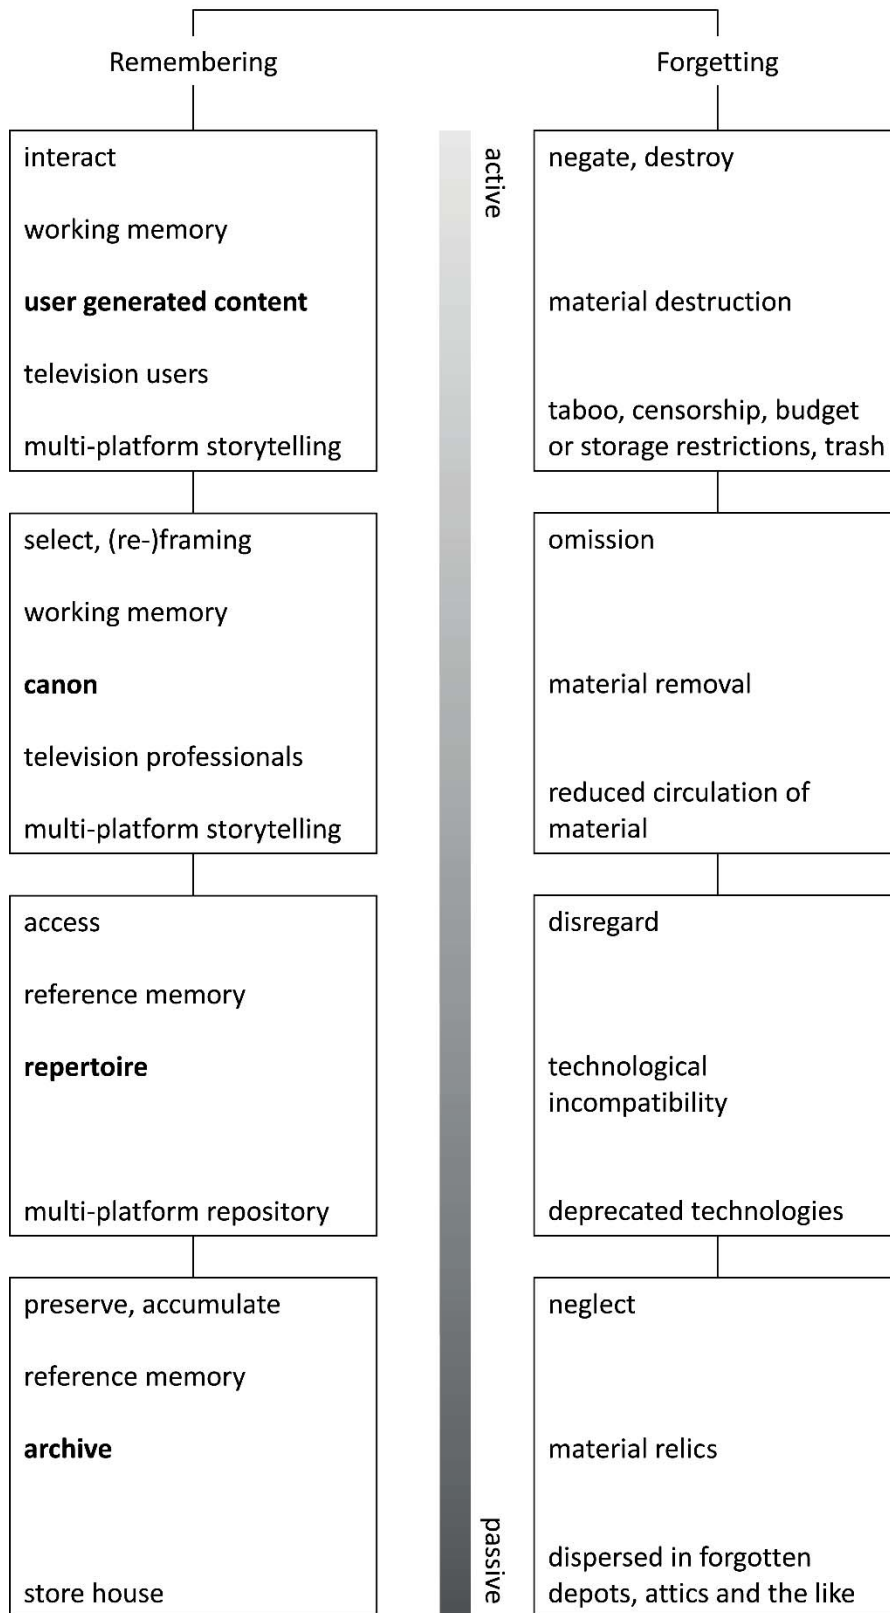 Remembering
Forgetting
interact
working memory
user generated content
television users
multi-platform storytelling
select, (re-)framing
working memory
canon
television professionals
multi-platform storytelling
access
reference memory
repertoire
multi-platform repository
preserve, accumulate
reference memory
archive
store house
active
passive
negate, destroy
material destruction
taboo, censorship, budget
or storage restrictions, trash
omission
material removal
reduced circulation of
material
disregard
technological
incompatibility
deprecated technologies
neglect
material relics
dispersed in forgotten
depots, attics and the like